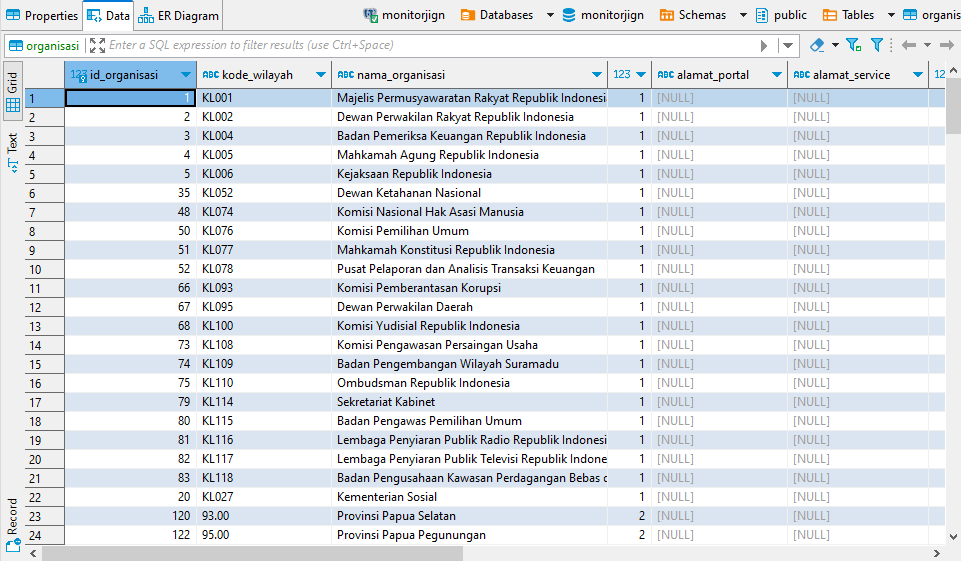 Properties Data ER Diagram monitorjign Databases monitorjign Schemas public Tables organis
organisasi Enter a SQL expression to filter results (use Ctrl+Space)
Grid
Text
Record
123 id_organisasi ABC kode_wilayah ABC nama_organisasi 123 ABC alamat_portal ABC alamat_service 12
1 1 KL001 Majelis Permusyawaratan Rakyat Republik Indonesi 1 [NULL] [NULL]
2 2 KL002 Dewan Perwakilan Rakyat Republik Indonesia 1 [NULL] [NULL]
3 3 KL004 Badan Pemeriksa Keuangan Republik Indonesia 1 [NULL] [NULL]
4 4 KL005 Mahkamah Agung Republik Indonesia 1 [NULL] [NULL]
5 5 KL006 Kejaksaan Republik Indonesia 1 [NULL] [NULL]
6 35 KL052 Dewan Ketahanan Nasional 1 [NULL] [NULL]
7 48 KL074 Komisi Nasional Hak Asasi Manusia 1 [NULL] [NULL]
8 50 KL076 Komisi Pemilihan Umum 1 [NULL] [NULL]
9 51 KL077 Mahkamah Konstitusi Republik Indonesia 1 [NULL] [NULL]
10 52 KL078 Pusat Pelaporan dan Analisis Transaksi Keuangan 1 [NULL] [NULL]
11 66 KL093 Komisi Pemberantasan Korupsi 1 [NULL] [NULL]
12 67 KL095 Dewan Perwakilan Daerah 1 [NULL] [NULL]
13 68 KL100 Komisi Yudisial Republik Indonesia 1 [NULL] [NULL]
14 73 KL108 Komisi Pengawasan Persaingan Usaha 1 [NULL] [NULL]
15 74 KL109 Badan Pengembangan Wilayah Suramadu 1 [NULL] [NULL]
16 75 KL110 Ombudsman Republik Indonesia 1 [NULL] [NULL]
17 79 KL114 Sekretariat Kabinet 1 [NULL] [NULL]
18 80 KL115 Badan Pengawas Pemilihan Umum 1 [NULL] [NULL]
19 81 KL116 Lembaga Penyiaran Publik Radio Republik Indonesi 1 [NULL] [NULL]
20 82 KL117 Lembaga Penyiaran Publik Televisi Republik Indone 1 [NULL] [NULL]
21 83 KL118 Badan Pengusahaan Kawasan Perdagangan Bebas d 1 [NULL] [NULL]
22 20 KL027 Kementerian Sosial 1 [NULL] [NULL]
23 120 93.00 Provinsi Papua Selatan 2 [NULL] [NULL]
24 122 95.00 Provinsi Papua Pegunungan 2 [NULL] [NULL]